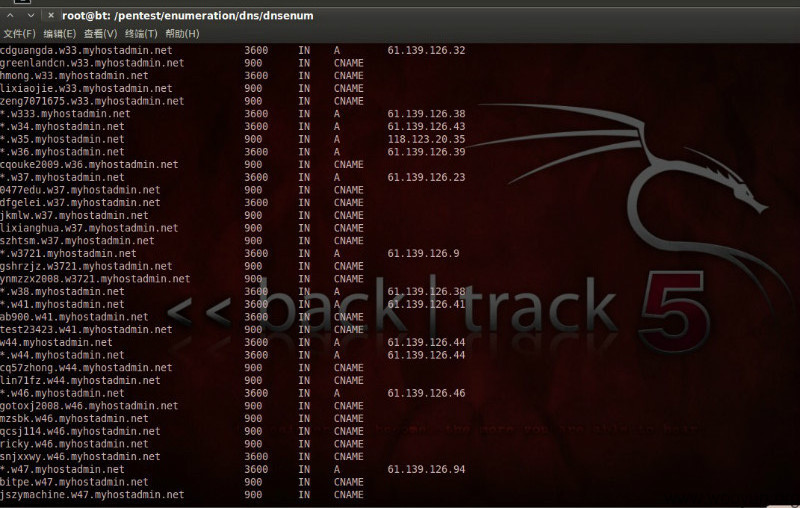 root@bt: /pentest/enumeration/dns/dnsenum
文件(F) 编辑(E) 查看(V) 终端(T) 帮助(H)
cdguangda.w33.myhostadmin.net 3600 IN A 61.139.126.32
greenlandcn.w33.myhostadmin.net 900 IN CNAME
hmong.w33.myhostadmin.net 900 IN CNAME
lixiaojie.w33.myhostadmin.net 900 IN CNAME
zeng7071675.w33.myhostadmin.net 900 IN CNAME
*.w333.myhostadmin.net 3600 IN A 61.139.126.38
*.w34.myhostadmin.net 3600 IN A 61.139.126.43
*.w35.myhostadmin.net 900 IN A 118.123.20.35
*.w36.myhostadmin.net 3600 IN A 61.139.126.39
cqouke2009.w36.myhostadmin.net 900 IN CNAME
*.w37.myhostadmin.net 3600 IN A 61.139.126.23
0477edu.w37.myhostadmin.net 900 IN CNAME
dfgelei.w37.myhostadmin.net 3600 IN CNAME
jkmlw.w37.myhostadmin.net 900 IN CNAME
lixianghua.w37.myhostadmin.net 900 IN CNAME
szhtsm.w37.myhostadmin.net 900 IN CNAME
*.w3721.myhostadmin.net 3600 IN A 61.139.126.9
gshrzjz.w3721.myhostadmin.net 900 IN CNAME
ynmzzx2008.w3721.myhostadmin.net 900 IN CNAME
*.w38.myhostadmin.net 3600 IN A 61.139.126.38
*.w41.myhostadmin.net 3600 IN A 61.139.126.41
ab900.w41.myhostadmin.net 900 IN CNAME
test23423.w41.myhostadmin.net 900 IN CNAME
w44.myhostadmin.net 3600 IN A 61.139.126.44
*.w44.myhostadmin.net 3600 IN A 61.139.126.44
cq57zhong.w44.myhostadmin.net 900 IN CNAME
lin71fz.w44.myhostadmin.net 900 IN CNAME
*.w46.myhostadmin.net 3600 IN A 61.139.126.46
gotoxj2008.w46.myhostadmin.net 900 IN CNAME
mzsbk.w46.myhostadmin.net 900 IN CNAME
qcsj114.w46.myhostadmin.net 900 IN CNAME
ricky.w46.myhostadmin.net 900 IN CNAME
snjxxwy.w46.myhostadmin.net 3600 IN CNAME
*.w47.myhostadmin.net 3600 IN A 61.139.126.94
bitpe.w47.myhostadmin.net 900 IN CNAME
jszymachine.w47.myhostadmin.net 900 IN CNAME
<< back|track 5